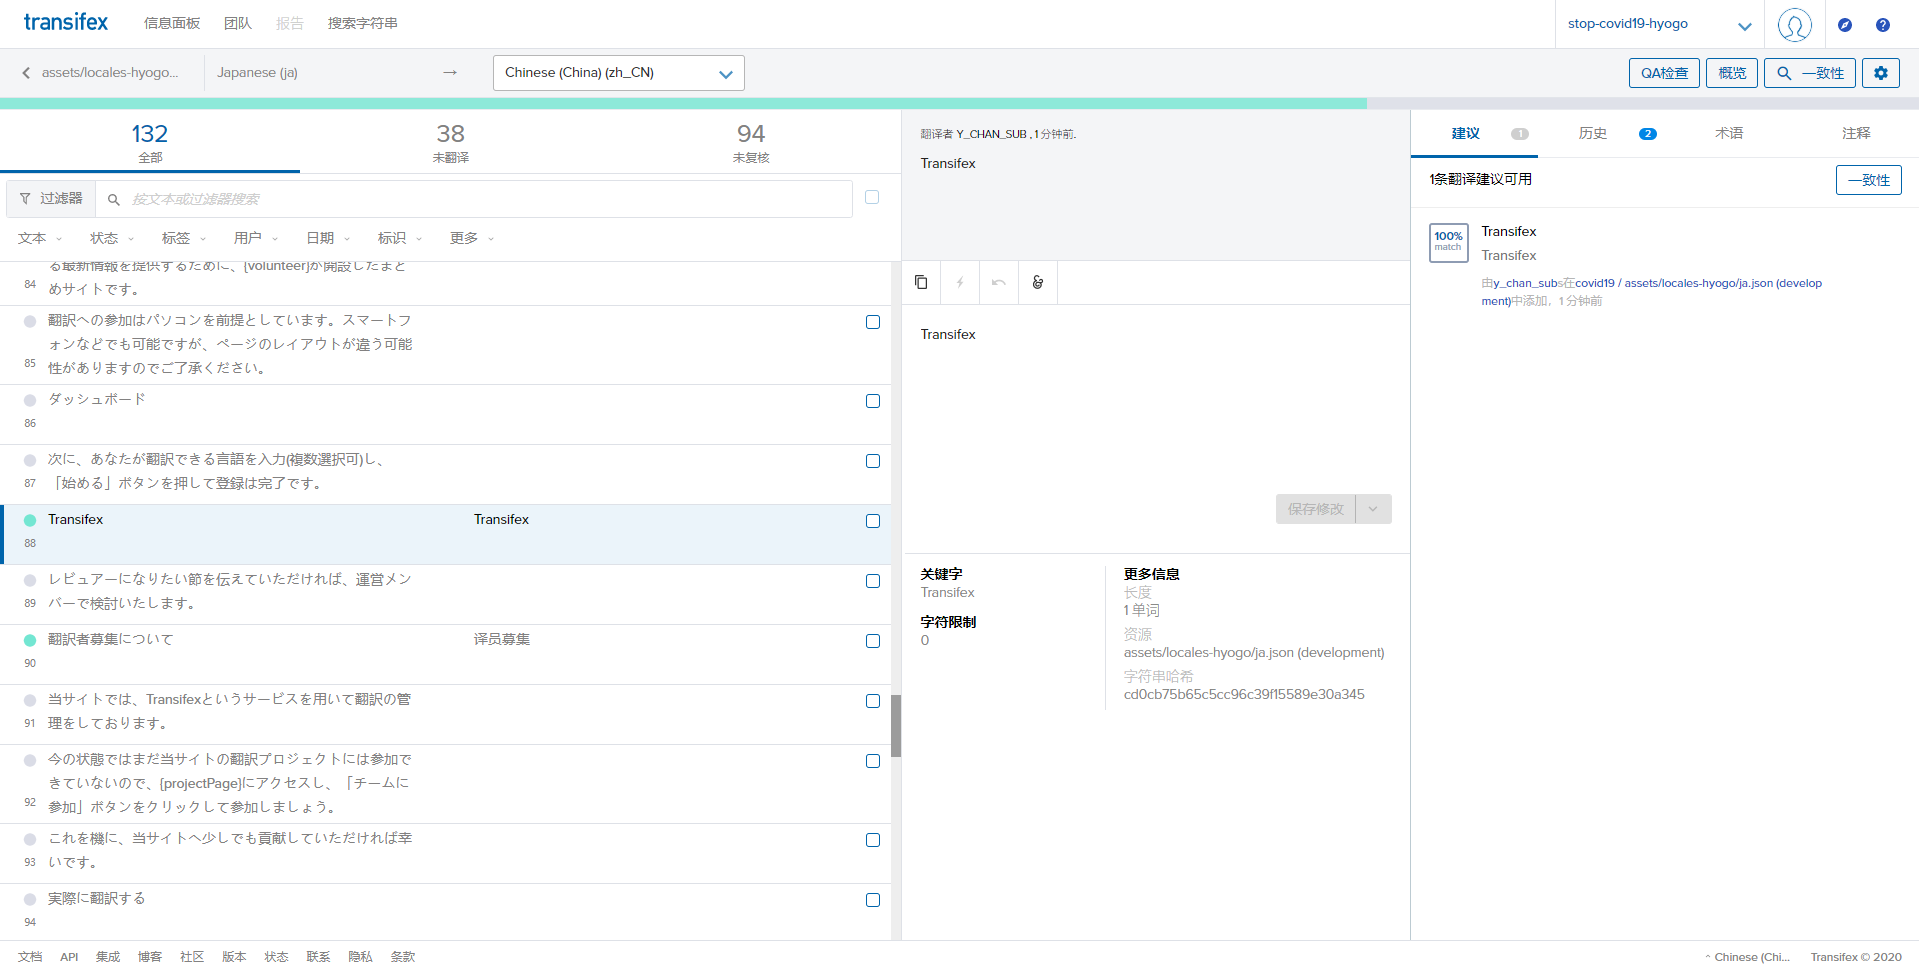 transifex
信息面板
团队
报告
搜索字符串
stop-covid19-hyogo
assets/locales-hyogo...
Japanese (ja)
→
Chinese (China) (zh_CN)
QA检查
概览
一致性
132
全部
38
未翻译
94
未复核
过滤器
按文本或过滤器搜索
文本
状态
标签
用户
日期
标识
更多
る最新情報を提供するために、{volunteer}が開設したまと
めサイトです。
84
翻訳への参加はパソコンを前提としています。スマートフ
ォンなどでも可能ですが、ページのレイアウトが違う可能
性がありますのでご了承ください。
85
ダッシュボード
86
次に、あなたが翻訳できる言語を入力(複数選択可)し、
「始める」ボタンを押して登録は完了です。
87
Transifex
Transifex
88
レビュアーになりたい節を伝えていただければ、運営メン
バーで検討いたします。
89
翻訳者募集について
译员募集
90
当サイトでは、Transifexというサービスを用いて翻訳の管
理をしております。
91
今の状態ではまだ当サイトの翻訳プロジェクトには参加で
きていないので、{projectPage}にアクセスし、「チームに
参加」ボタンをクリックして参加しましょう。
92
これを機に、当サイトへ少しでも貢献していただければ幸
いです。
93
実際に翻訳する
94
翻译者 Y_CHAN_SUB , 1 分钟前.
Transifex
Transifex
保存修改
关键字
Transifex
字符限制
0
更多信息
长度
1 单词
资源
assets/locales-hyogo/ja.json (development)
字符串哈希
cd0cb75b65c5cc96c39f15589e30a345
建议 1
历史 2
术语
注释
1条翻译建议可用
一致性
100%
match
Transifex
Transifex
由y_chan_subs在covid19 / assets/locales-hyogo/ja.json (develop
ment)中添加，1 分钟前
文档
API
集成
博客
社区
版本
状态
联系
隐私
条款
Chinese (Chi...
Transifex © 2020